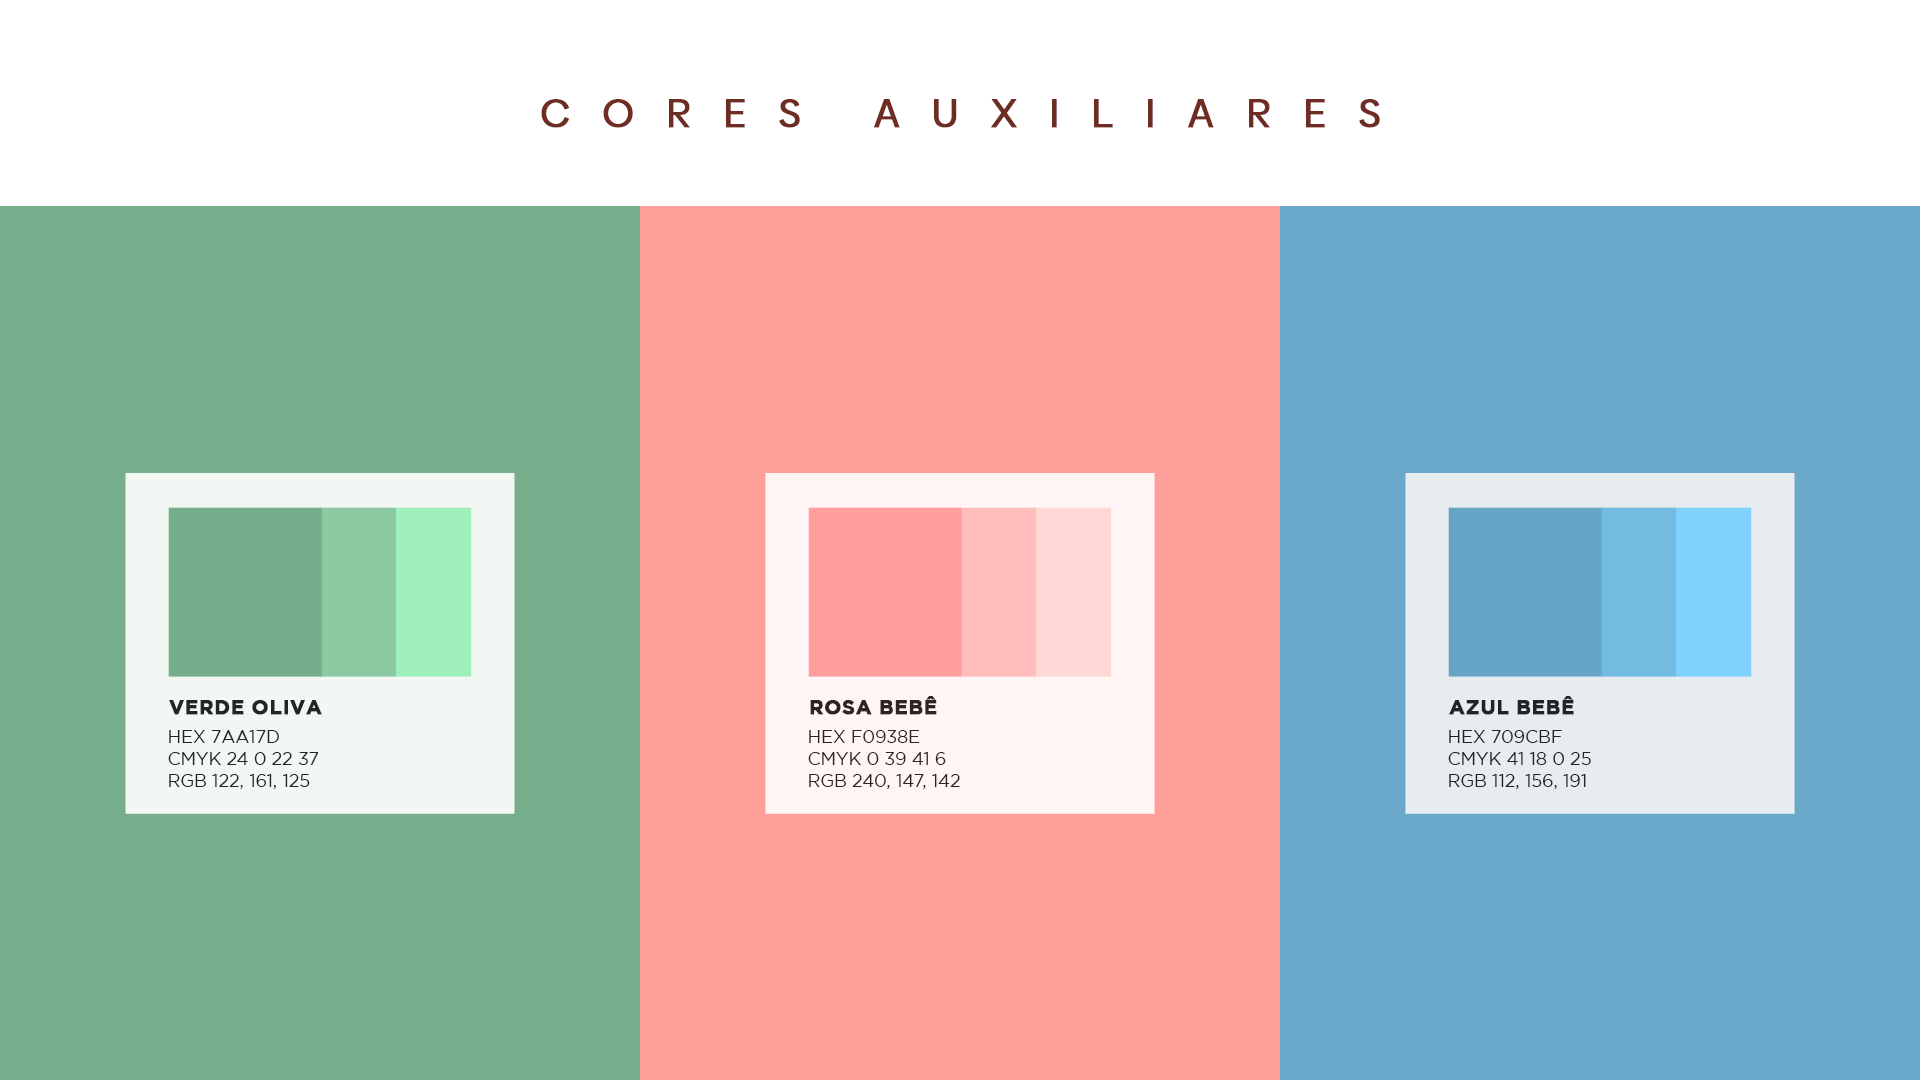 CORES AUXILIARES
VERDE OLIVA
HEX 7AA17D
CMYK 24 0 22 37
RGB 122, 161, 125
ROSA BEBÊ
HEX F0938E
CMYK 0 39 41 6
RGB 240, 147, 142
AZUL BEBÊ
HEX 709CBF
CMYK 41 18 0 25
RGB 112, 156, 191